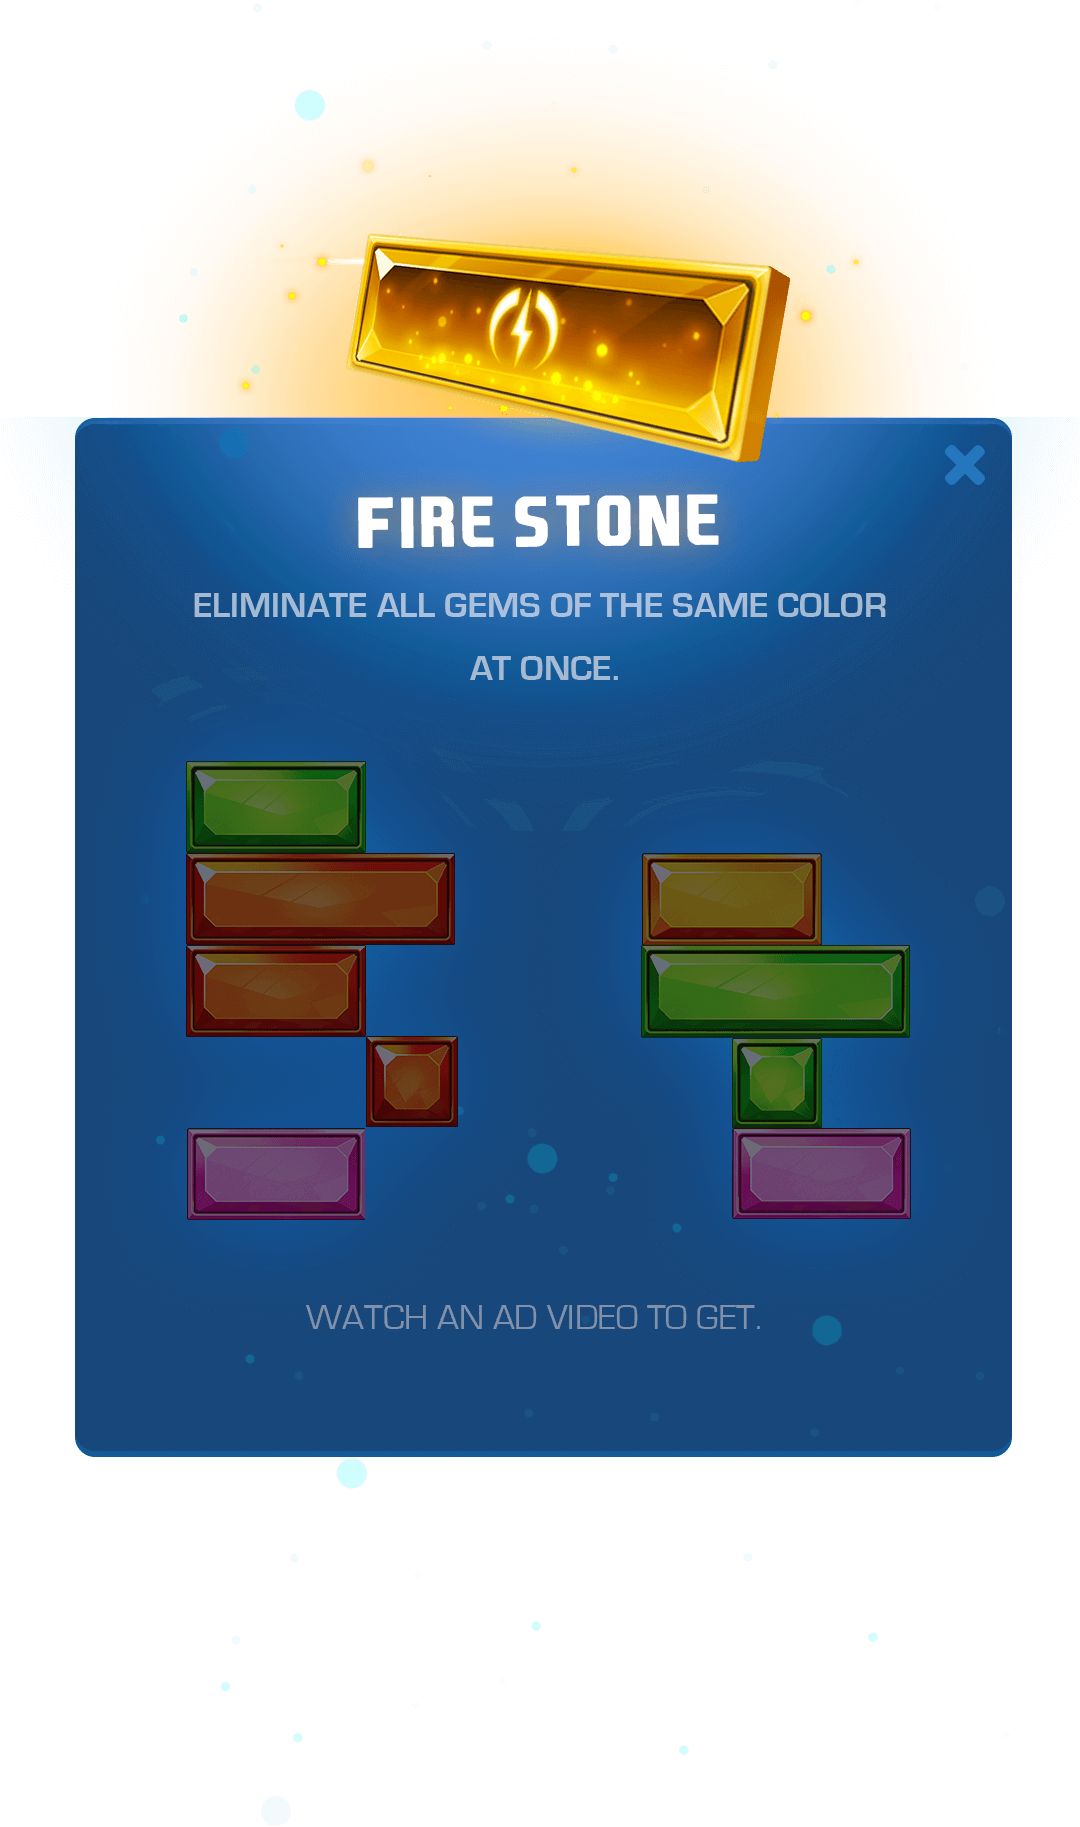 FIRE STONE
ELIMINATE ALL GEMS OF THE SAME COLOR
AT ONCE.
WATCH AN AD VIDEO TO GET.